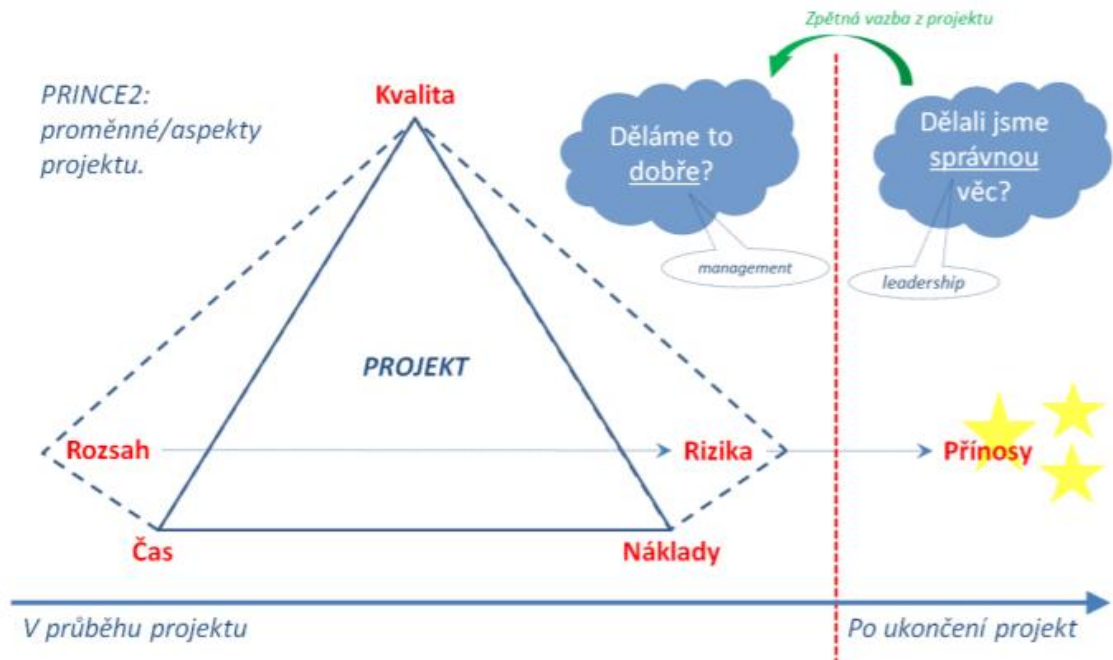 Zpětná vazba z projektu
PRINCE2:
proměnné/aspekty
projektu.
Kvalita
Děláme to
dobře?
Dělali jsme
správnou
věc?
management
leadership
PROJEKT
Rozsah
Rizika
Přínosy
Čas
Náklady
V průběhu projektu
Po ukončení projekt